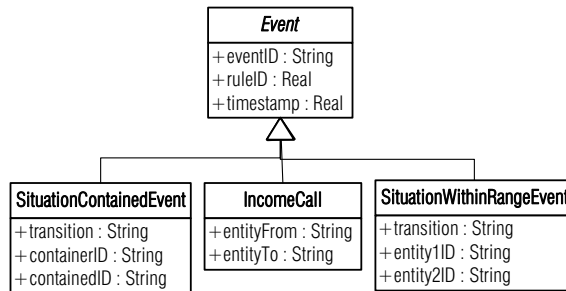 Event
+eventID : String
+ruleID : Real
+timestamp : Real
SituationContainedEvent
+transition : String
+containerID : String
+containedID : String
IncomeCall
+entityFrom : String
+entityTo : String
SituationWithinRangeEvent
+transition : String
+entity1ID : String
+entity2ID : String